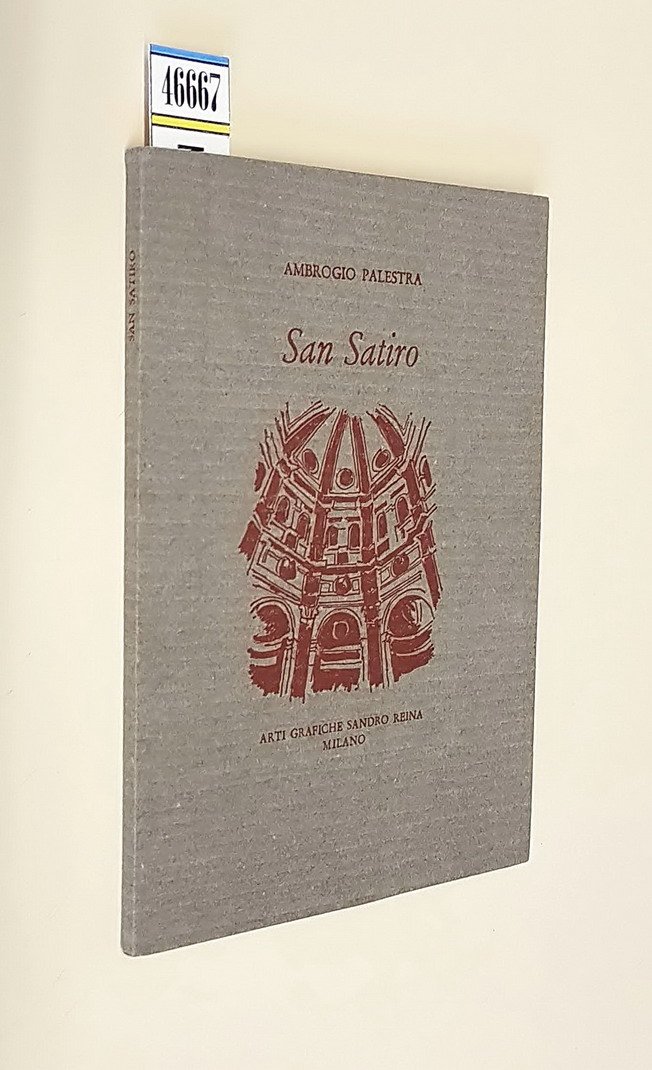 46667
SAN SATIRO
AMBROGIO PALESTRA
San Satiro
ARTI GRAFICHE SANDRO REINA
MILANO